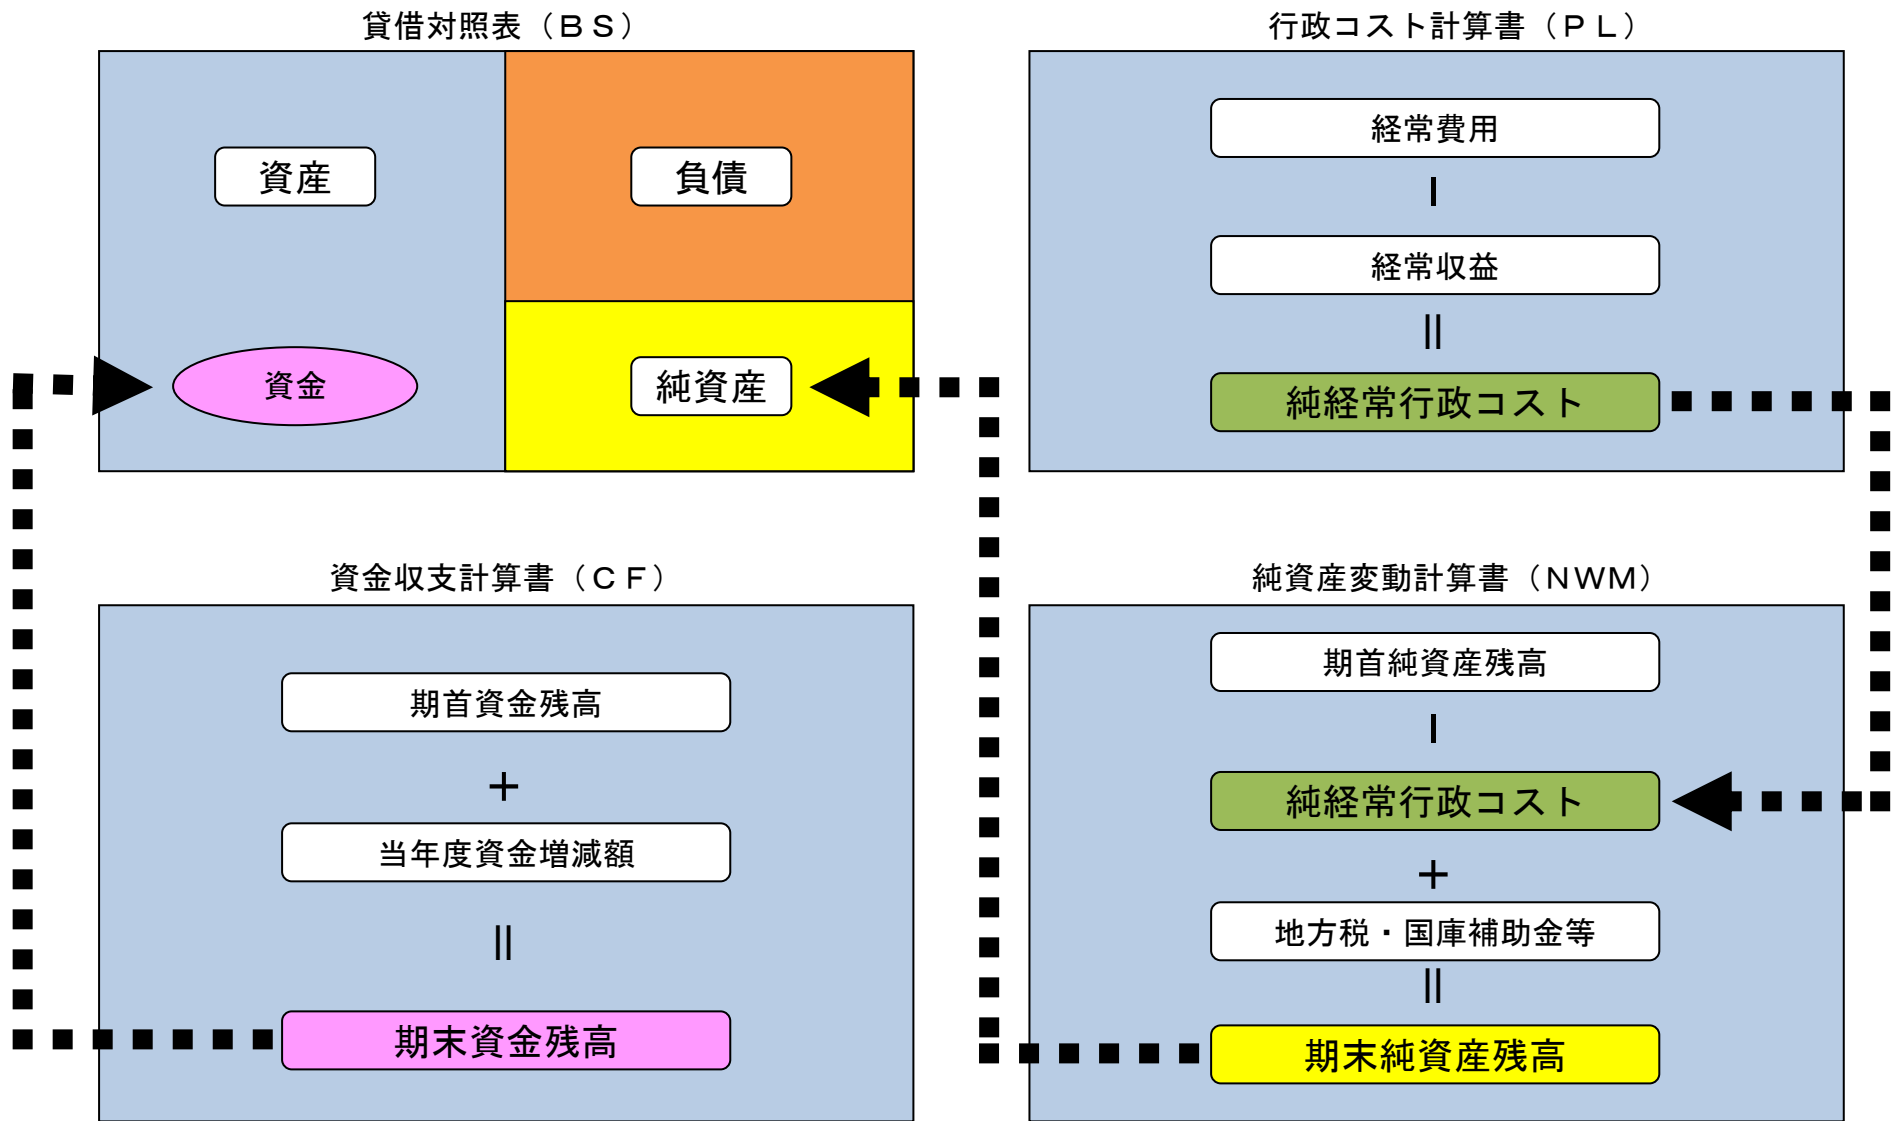 貸借対照表（ＢＳ）
資産
負債
資金
純資産
行政コスト計算書（ＰＬ）
経常費用
－
経常収益
＝
純経常行政コスト
資金収支計算書（ＣＦ）
期首資金残高
＋
当年度資金増減額
＝
期末資金残高
純資産変動計算書（ＮＷＭ）
期首純資産残高
－
純経常行政コスト
＋
地方税・国庫補助金等
＝
期末純資産残高